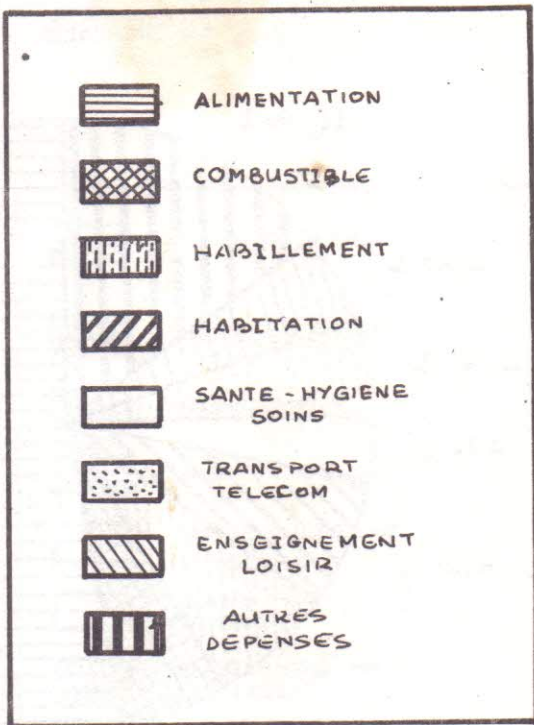 ALIMENTATION
COMBUSTIBLE
HABILLEMENT
HABITATION
SANTE - HYGIENE
SOINS
TRANSPORT
TELECOM
ENSEIGNEMENT
LOISIR
AUTRES
DEPENSES